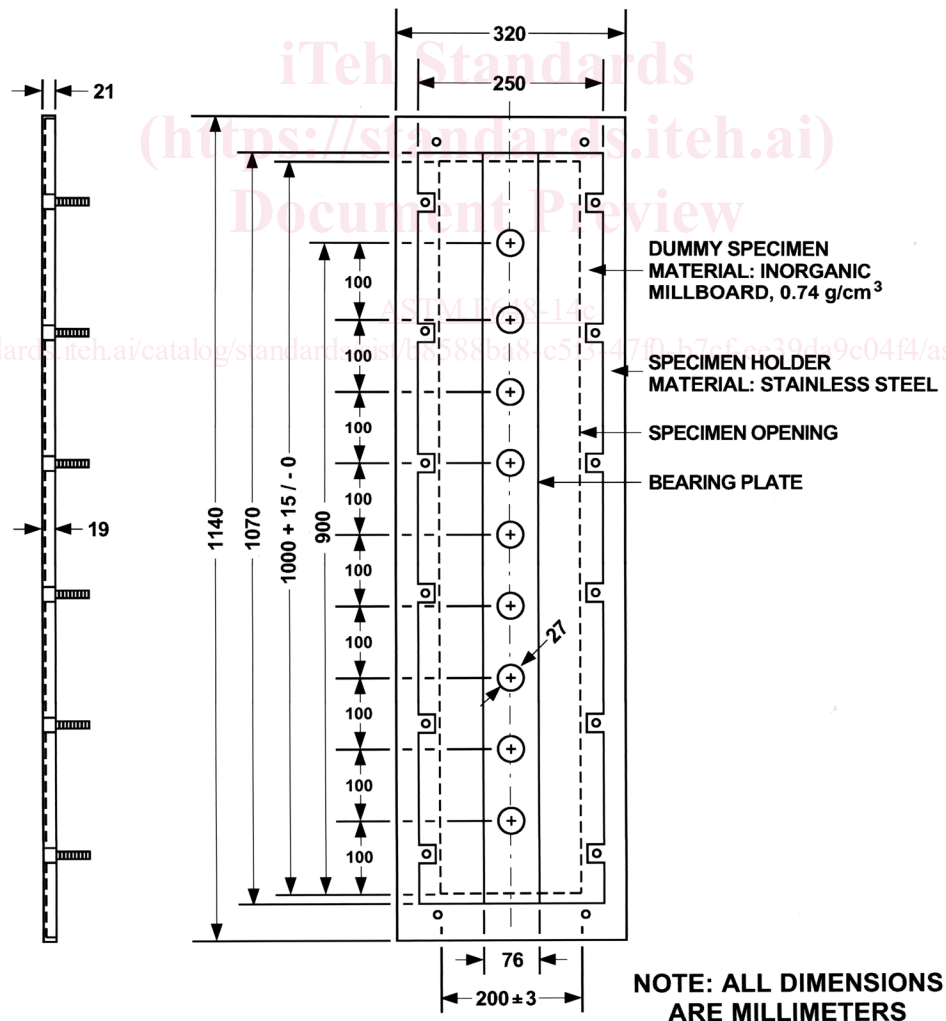 320
iTeh Standards
250
21
(https://standards.iteh.ai)
Document Preview
DUMMY SPECIMEN
MATERIAL: INORGANIC
MILLBOARD, 0.74 g/cm³
100
ASTM E648-14c
100
SPECIMEN HOLDER
MATERIAL: STAINLESS STEEL
100
SPECIMEN OPENING
BEARING PLATE
100
19
1140
1070
1000 + 15 / - 0
900
100
100
27
100
100
100
76
200 ± 3
NOTE: ALL DIMENSIONS
ARE MILLIMETERS